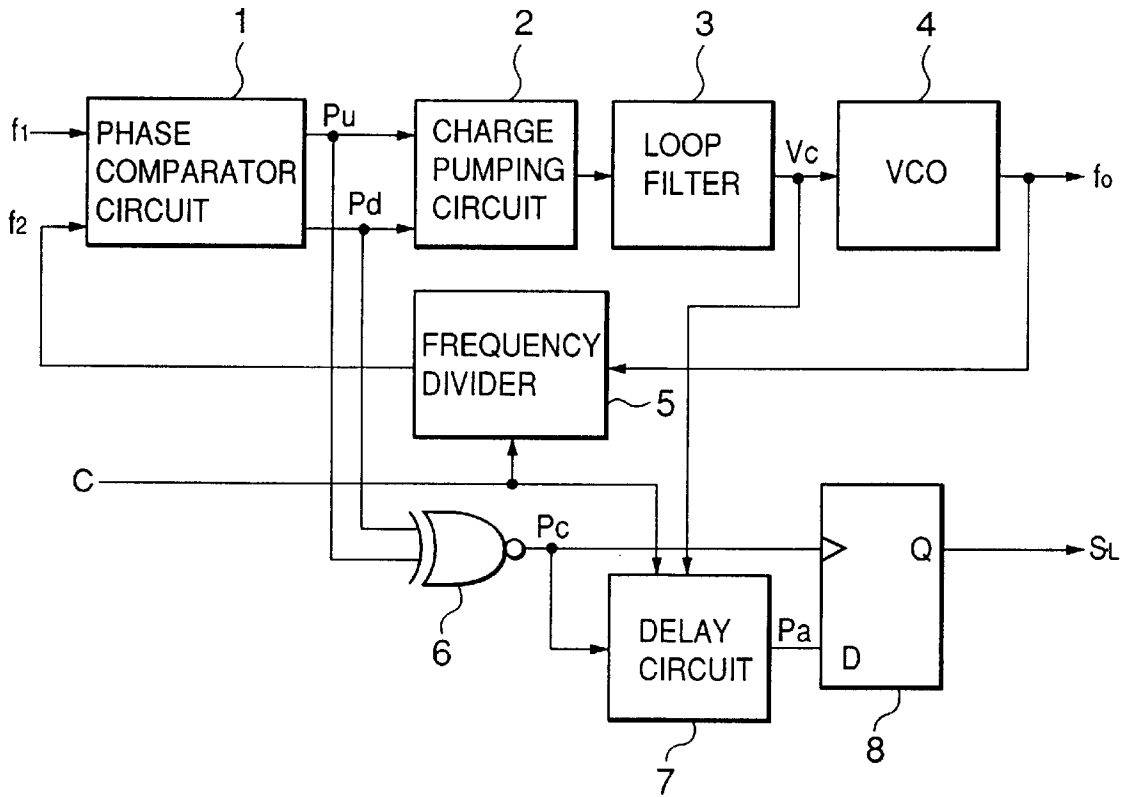 1
2
3
4
f1
PHASE
COMPARATOR
CIRCUIT
Pu
CHARGE
PUMPING
CIRCUIT
LOOP
FILTER
Vc
VCO
fo
f2
Pd
FREQUENCY
DIVIDER
5
C
Pc
Q
SL
6
DELAY
CIRCUIT
Pa
D
7
8